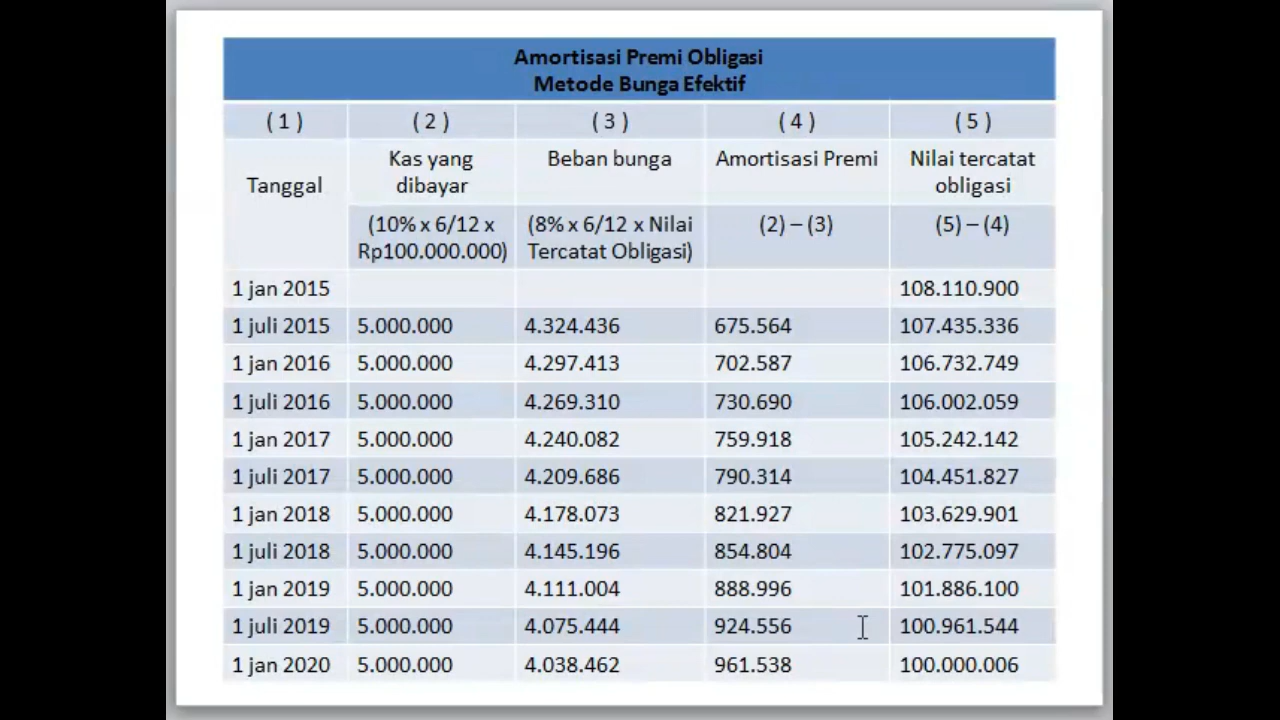 Amortisasi Premi Obligasi
Metode Bunga Efektif
( 1 ) ( 2 ) ( 3 ) ( 4 ) ( 5 )
Tanggal Kas yang dibayar Beban bunga Amortisasi Premi Nilai tercatat obligasi
(10% x 6/12 x Rp100.000.000) (8% x 6/12 x Nilai Tercatat Obligasi) (2) – (3) (5) – (4)
1 jan 2015 108.110.900
1 juli 2015 5.000.000 4.324.436 675.564 107.435.336
1 jan 2016 5.000.000 4.297.413 702.587 106.732.749
1 juli 2016 5.000.000 4.269.310 730.690 106.002.059
1 jan 2017 5.000.000 4.240.082 759.918 105.242.142
1 juli 2017 5.000.000 4.209.686 790.314 104.451.827
1 jan 2018 5.000.000 4.178.073 821.927 103.629.901
1 juli 2018 5.000.000 4.145.196 854.804 102.775.097
1 jan 2019 5.000.000 4.111.004 888.996 101.886.100
1 juli 2019 5.000.000 4.075.444 924.556 100.961.544
1 jan 2020 5.000.000 4.038.462 961.538 100.000.006